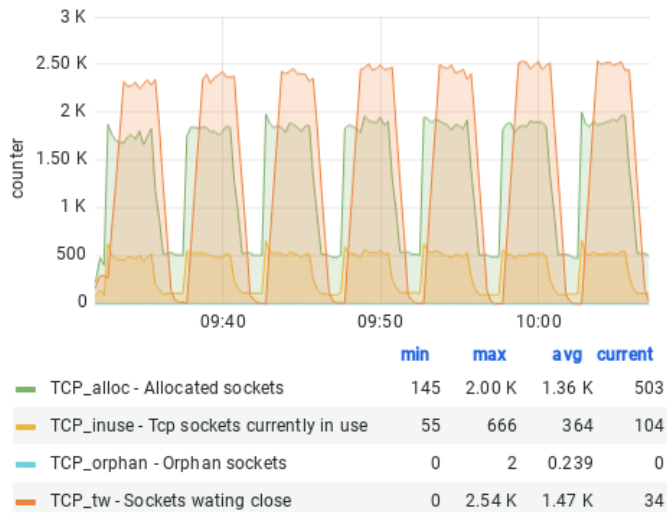 3 K
2.50 K
2 K
1.50 K
1 K
500
0
counter
09:40 09:50 10:00
min max avg current
TCP_alloc - Allocated sockets 145 2.00 K 1.36 K 503
TCP_inuse - Tcp sockets currently in use 55 666 364 104
TCP_orphan - Orphan sockets 0 2 0.239 0
TCP_tw - Sockets wating close 0 2.54 K 1.47 K 34